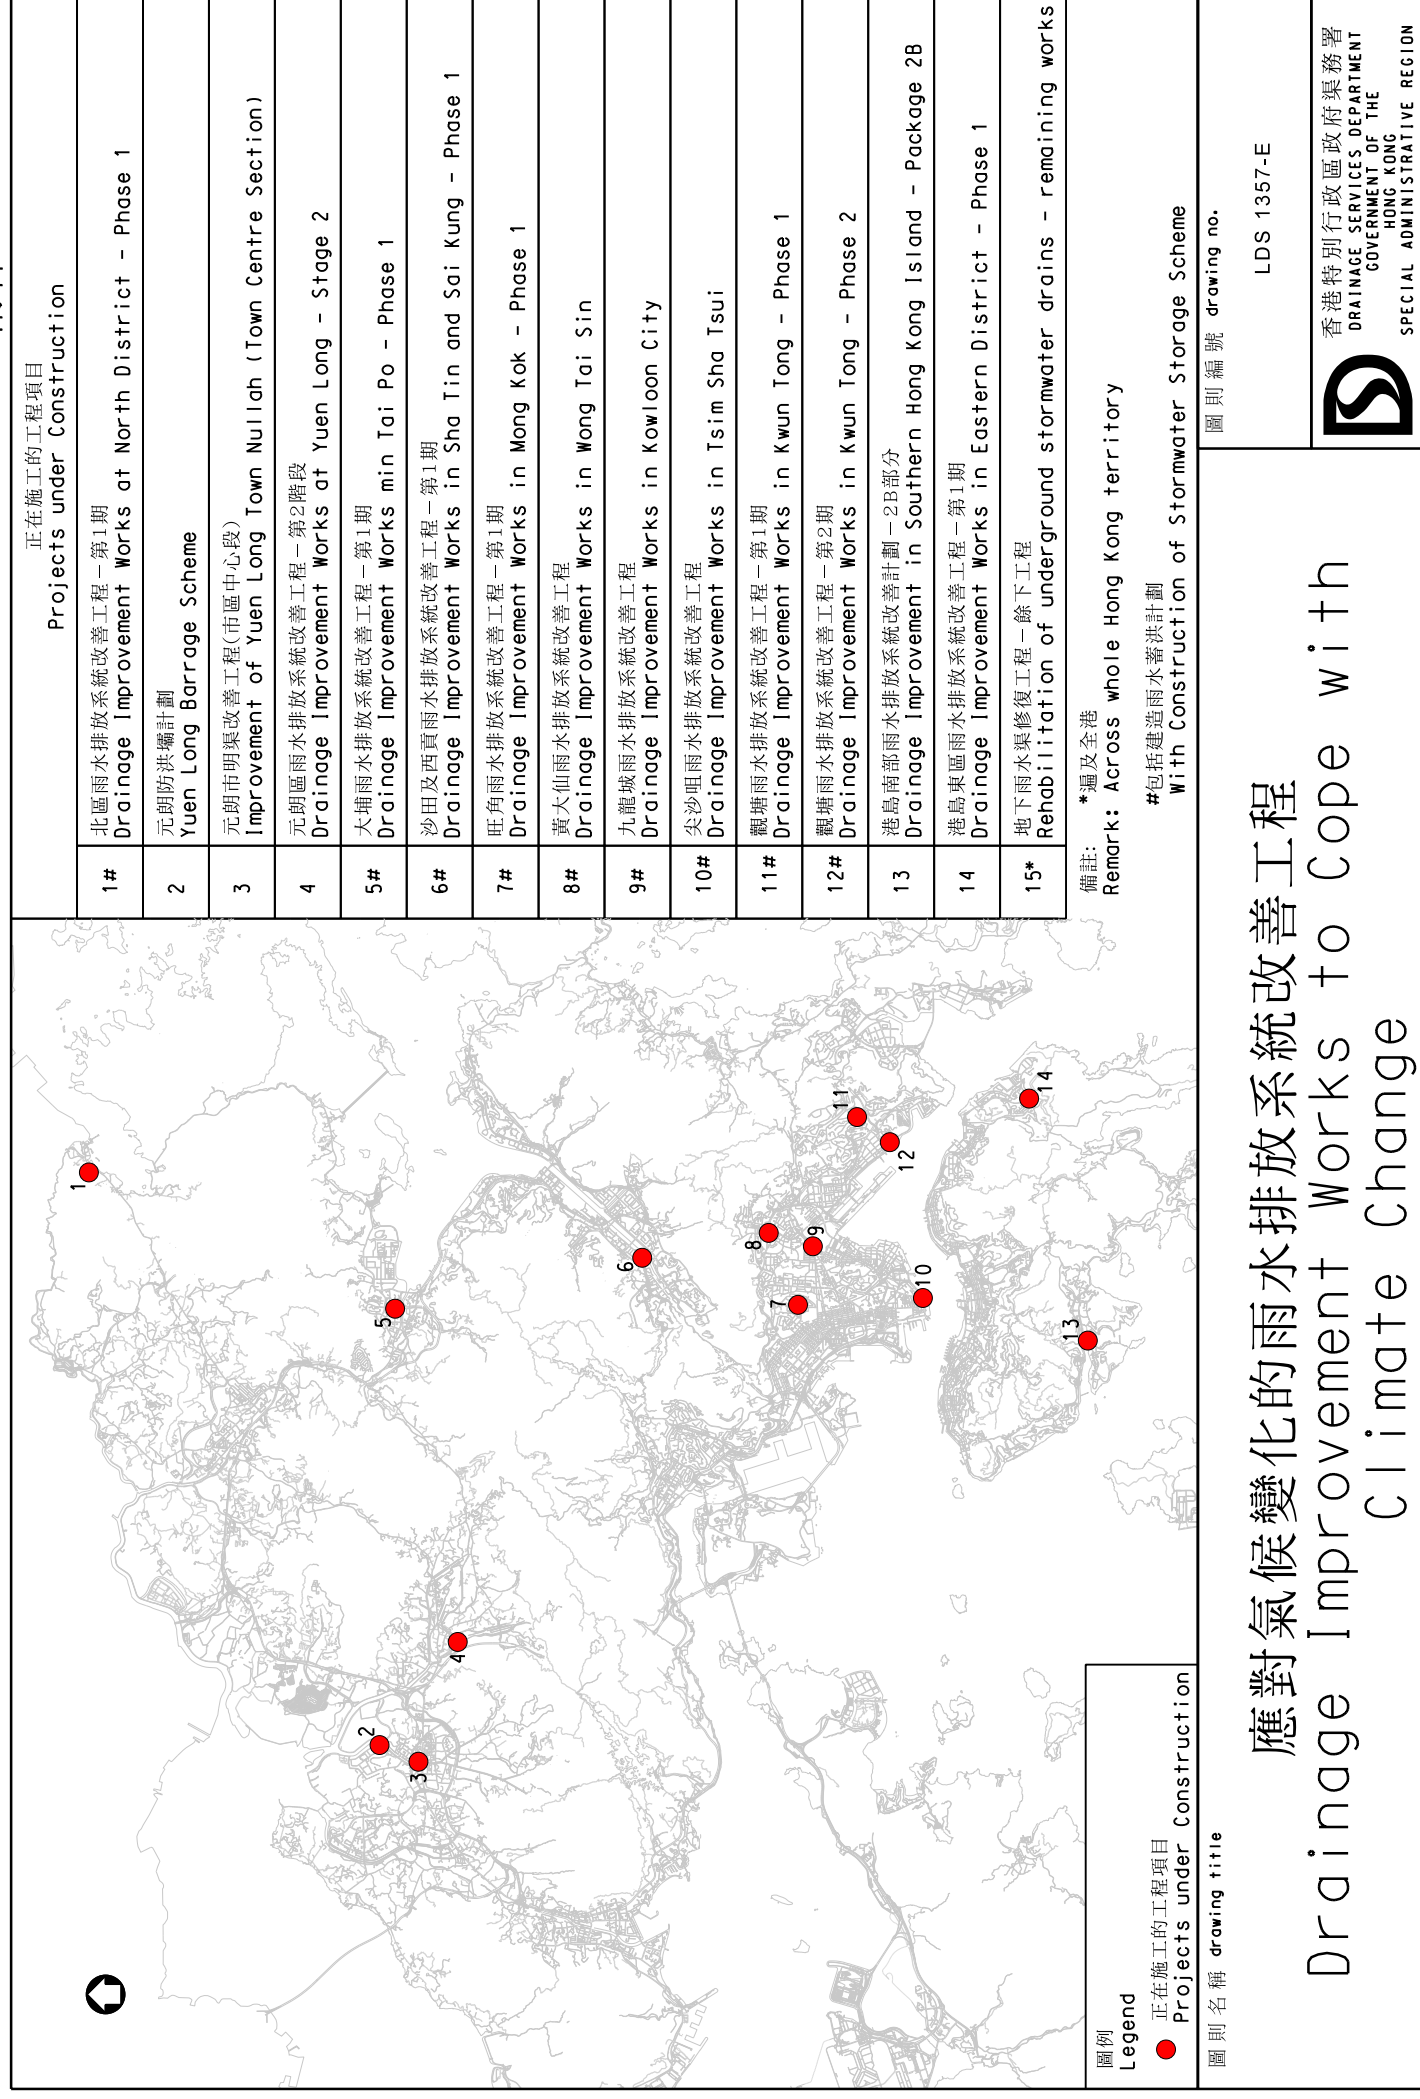 正在施工的工程項目
Projects under Construction
1#
北區雨水排放系統改善工程－第1期
Drainage Improvement Works at North District - Phase 1
2
元朗防洪壩計劃
Yuen Long Barrage Scheme
3
元朗市明渠改善工程(市區中心段)
Improvement of Yuen Long Town Nullah (Town Centre Section)
4
元朗區雨水排放系統改善工程－第2階段
Drainage Improvement Works at Yuen Long - Stage 2
5#
大埔雨水排放系統改善工程－第1期
Drainage Improvement Works min Tai Po - Phase 1
6#
沙田及西貢雨水排放系統改善工程－第1期
Drainage Improvement Works in Sha Tin and Sai Kung - Phase 1
7#
旺角雨水排放系統改善工程－第1期
Drainage Improvement Works in Mong Kok - Phase 1
8#
黃大仙雨水排放系統改善工程
Drainage Improvement Works in Wong Tai Sin
9#
九龍城雨水排放系統改善工程
Drainage Improvement Works in Kowloon City
10#
尖沙咀雨水排放系統改善工程
Drainage Improvement Works in Tsim Sha Tsui
11#
觀塘雨水排放系統改善工程－第1期
Drainage Improvement Works in Kwun Tong - Phase 1
12#
觀塘雨水排放系統改善工程－第2期
Drainage Improvement Works in Kwun Tong - Phase 2
13
港島南部雨水排放系統改善計劃－2B部分
Drainage Improvement in Southern Hong Kong Island - Package 2B
14
港島東區雨水排放系統改善工程－第1期
Drainage Improvement Works in Eastern District - Phase 1
15*
地下雨水渠修復工程－餘下工程
Rehabilitation of underground stormwater drains - remaining works
備註: *遍及全港
Remark: Across whole Hong Kong territory
#包括建造雨水蓄洪計劃
With Construction of Stormwater Storage Scheme
1
2
3
4
5
6
7
8
9
10
11
12
13
14
圖例
Legend
正在施工的工程項目
Projects under Construction
圖則名稱 drawing title
應對氣候變化的雨水排放系統改善工程
Drainage Improvement Works to Cope with
Climate Change
圖則編號 drawing no.
LDS 1357-E
香港特別行政區政府渠務署
DRAINAGE SERVICES DEPARTMENT
GOVERNMENT OF THE
HONG KONG
SPECIAL ADMINISTRATIVE REGION